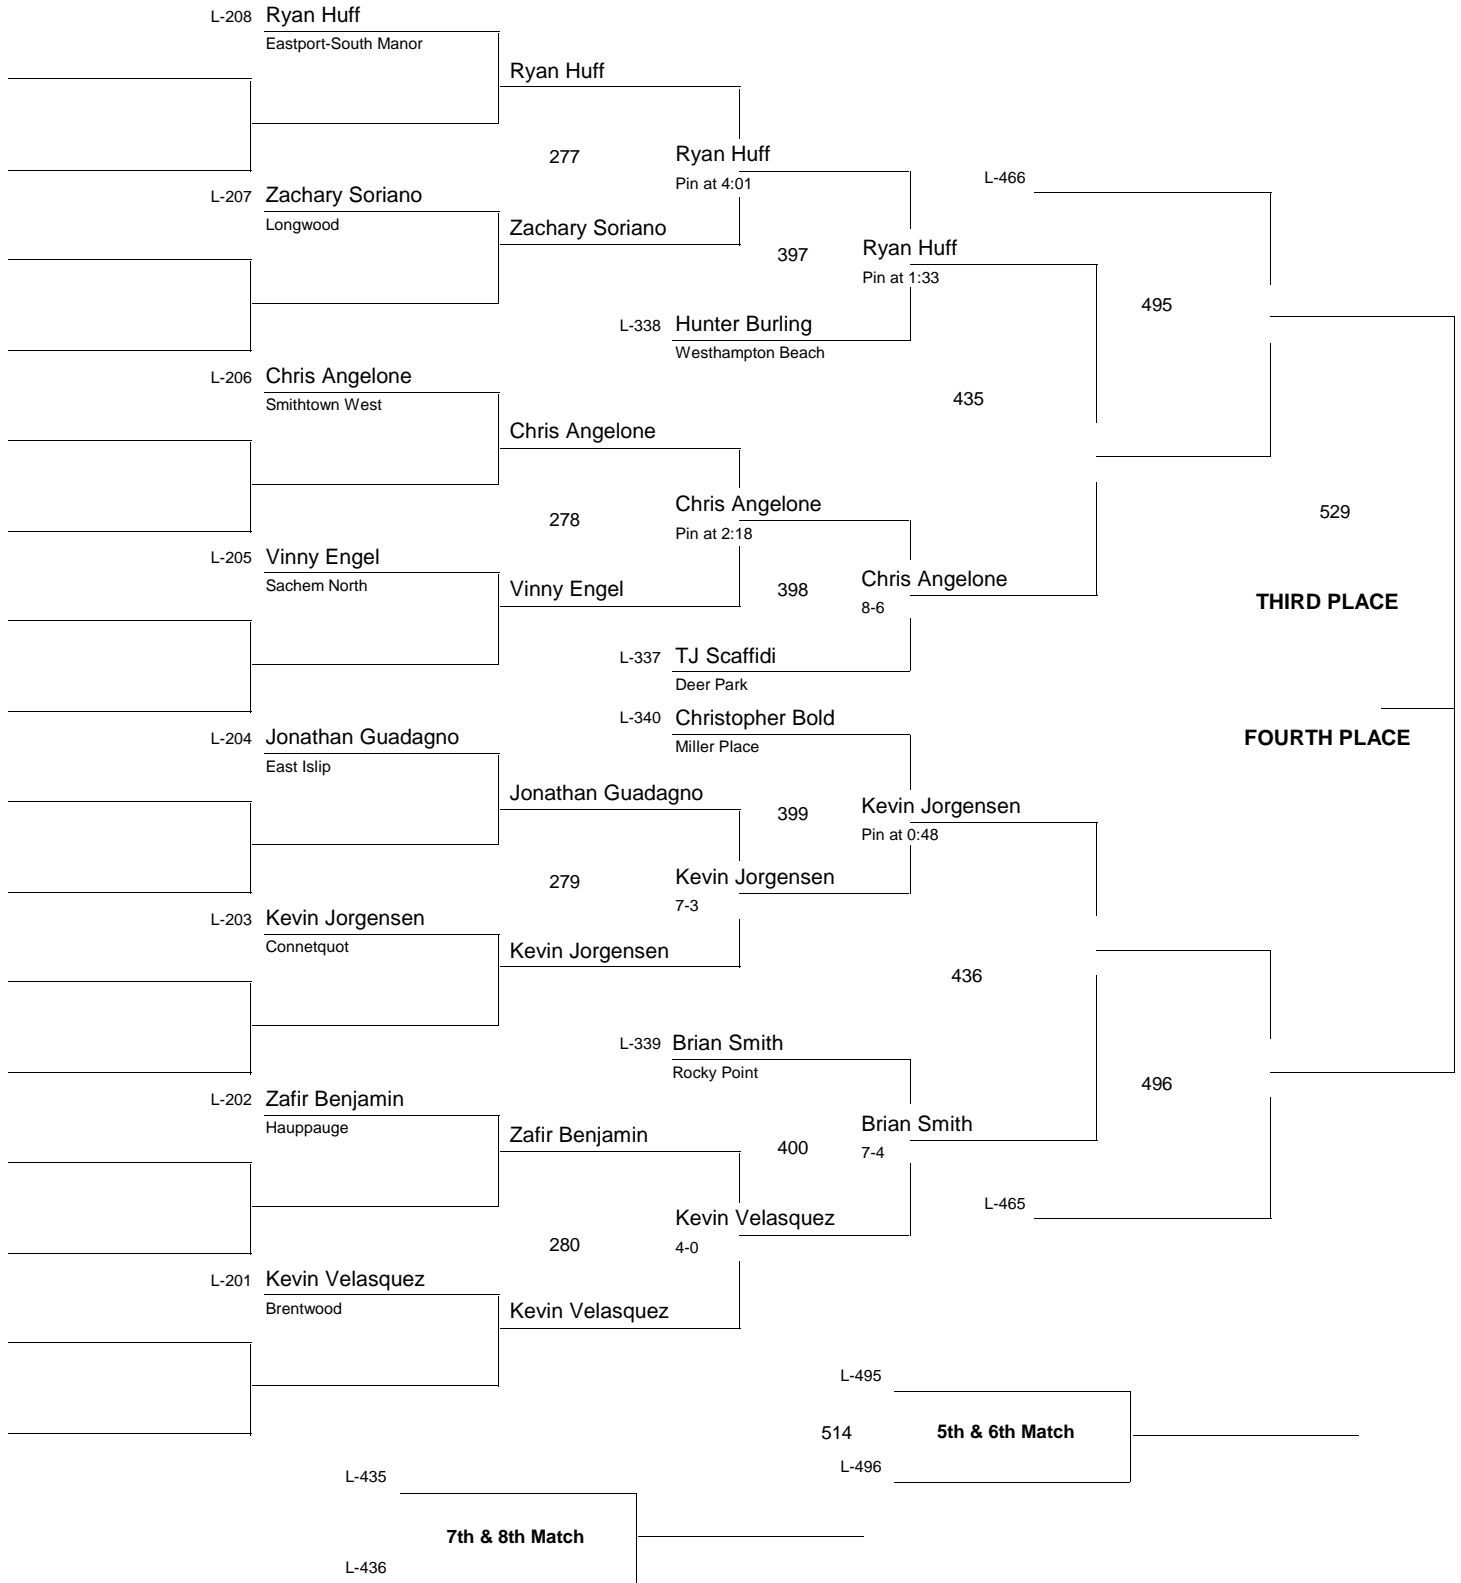 L-208 Ryan Huff
Eastport-South Manor
Ryan Huff
277
Ryan Huff
Pin at 4:01
L-466
L-207 Zachary Soriano
Longwood
Zachary Soriano
397
Ryan Huff
Pin at 1:33
495
L-338 Hunter Burling
Westhampton Beach
L-206 Chris Angelone
Smithtown West
435
Chris Angelone
278
Chris Angelone
Pin at 2:18
529
L-205 Vinny Engel
Sachem North
Vinny Engel
398
Chris Angelone
8-6
THIRD PLACE
L-337 TJ Scaffidi
Deer Park
L-340 Christopher Bold
Miller Place
L-204 Jonathan Guadagno
East Islip
FOURTH PLACE
Jonathan Guadagno
399
Kevin Jorgensen
Pin at 0:48
279
Kevin Jorgensen
7-3
L-203 Kevin Jorgensen
Connetquot
Kevin Jorgensen
436
L-339 Brian Smith
Rocky Point
496
L-202 Zafir Benjamin
Hauppauge
Zafir Benjamin
400
Brian Smith
7-4
L-465
Kevin Velasquez
4-0
280
L-201 Kevin Velasquez
Brentwood
Kevin Velasquez
L-495
514
5th & 6th Match
L-496
L-435
7th & 8th Match
L-436